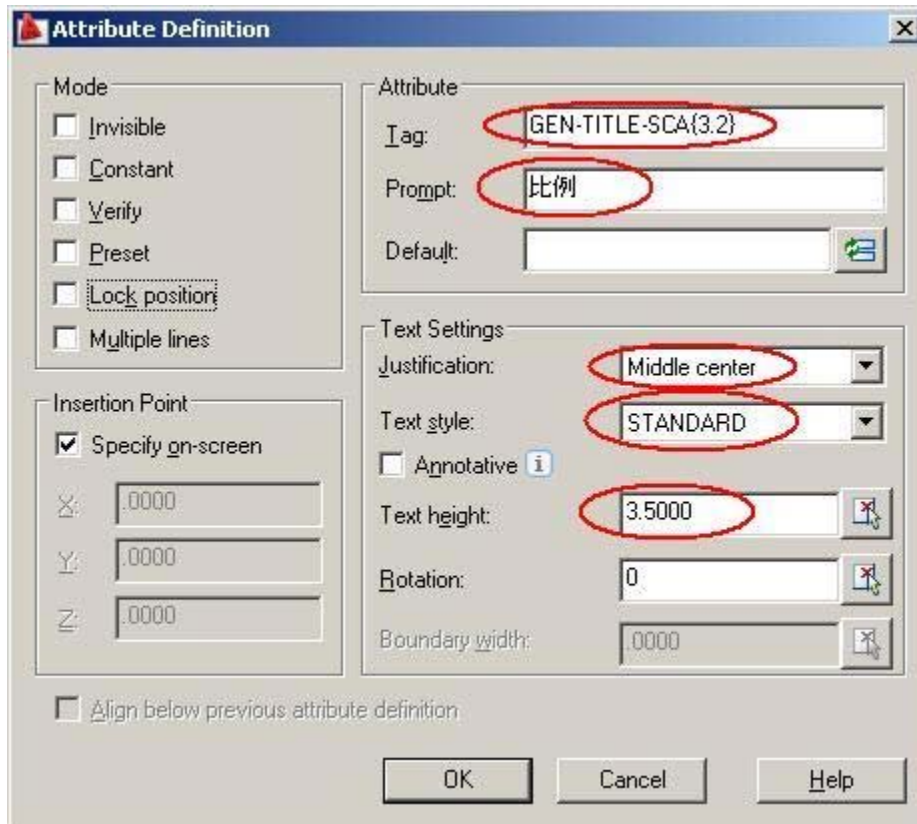 Attribute Definition
Mode
Invisible
Constant
Verify
Preset
Lock position
Multiple lines
Attribute
Tag: GEN-TITLE-SCA{3.2}
Prompt: 比例
Default:
Insertion Point
Specify on-screen
X: .0000
Y: .0000
Z: .0000
Text Settings
Justification: Middle center
Text style: STANDARD
Annotative i
Text height: 3.5000
Rotation: 0
Boundary width: .0000
Align below previous attribute definition
OK Cancel Help